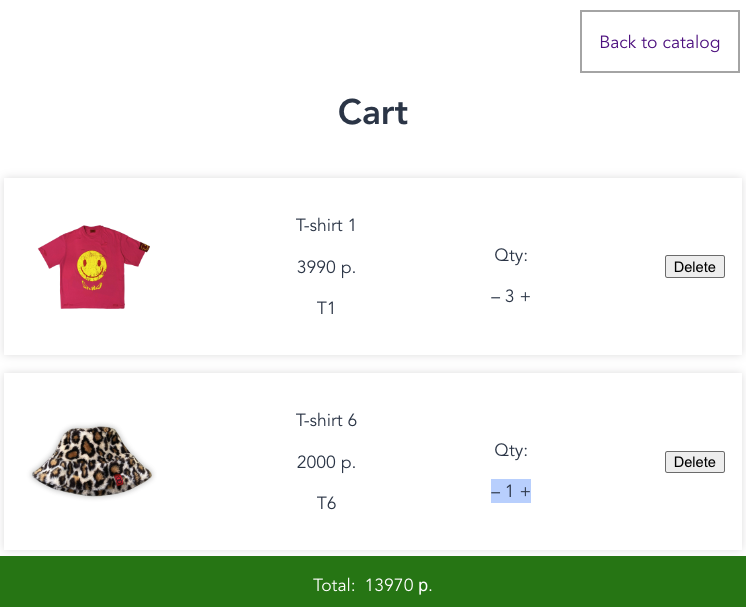 Back to catalog
Cart
T-shirt 1
3990 р.
T1
Qty:
– 3 +
Delete
T-shirt 6
2000 р.
T6
Qty:
– 1 +
Delete
Total: 13970 р.